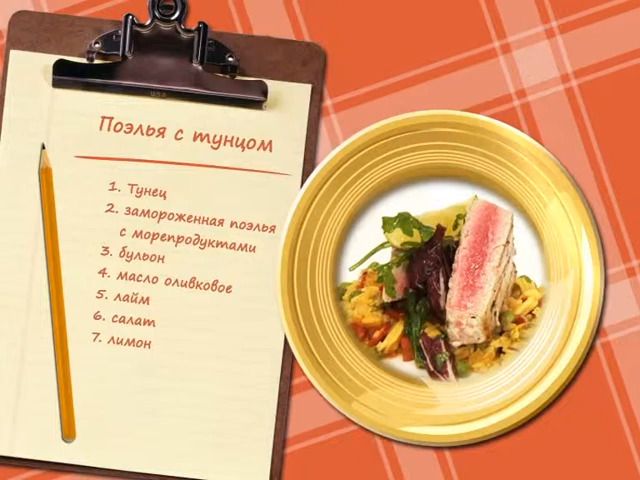 Поэлья с тунцом
1. Тунец
2. замороженная поэлья
с морепродуктами
3. бульон
4. масло оливковое
5. лайм
6. салат
7. лимон